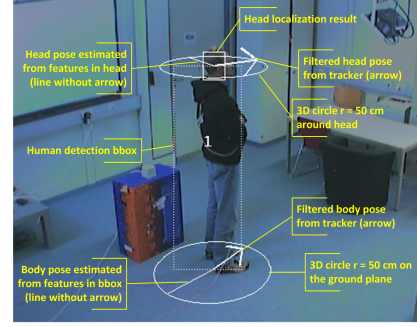 Head localization result
Head pose estimated
from features in head
(line without arrow)
Filtered head pose
from tracker (arrow)
3D circle r = 50 cm
around head
Human detection bbox
1
Filtered body pose
from tracker (arrow)
Body pose estimated
from features in bbox
(line without arrow)
3D circle r = 50 cm on
the ground plane